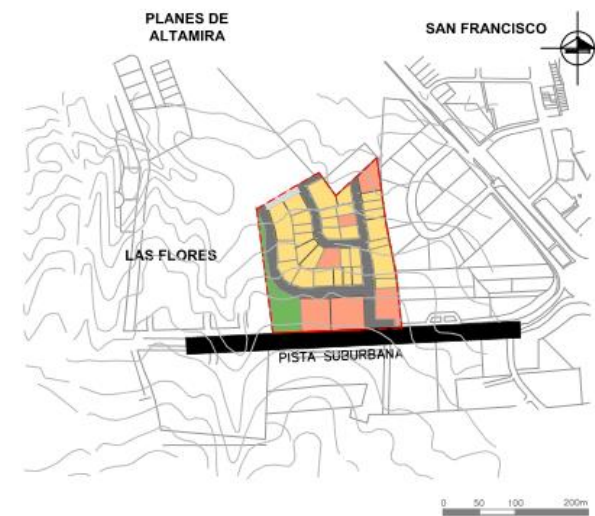 PLANES DE
ALTAMIRA
SAN FRANCISCO
LAS FLORES
PISTA SUBURBANA
0 50 100 200m